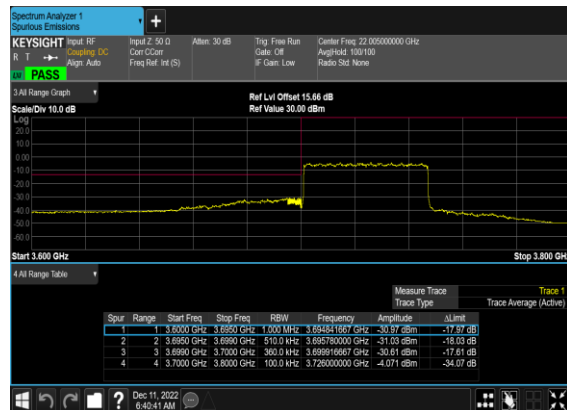 Spectrum Analyzer 1
Spurious Emissions
+
KEYSIGHT
R T
Input: RF
Coupling: DC
Align: Auto
Input Z: 50 Ω
Corr CCorr
Freq Ref: Int (S)
Atten: 30 dB
Trig: Free Run
Gate: Off
IF Gain: Low
Center Freq: 22.005000000 GHz
Avg|Hold: 100/100
Radio Std: None
LXI PASS
3 All Range Graph
Scale/Div 10.0 dB
Ref Lvl Offset 15.66 dB
Ref Value 30.00 dBm
Log
20.0
10.0
0.00
-10.0
-20.0
-30.0
-40.0
-50.0
-60.0
Start 3.600 GHz
Stop 3.800 GH
4 All Range Table
Measure Trace Trace 1
Trace Type Trace Average (Active)
Spur Range Start Freq Stop Freq RBW Frequency Amplitude ΔLimit
1 1 3.6000 GHz 3.6950 GHz 1.000 MHz 3.694841667 GHz -30.97 dBm -17.97 dB
2 2 3.6950 GHz 3.6990 GHz 510.0 kHz 3.695780000 GHz -31.03 dBm -18.03 dB
3 3 3.6990 GHz 3.7000 GHz 360.0 kHz 3.699916667 GHz -30.61 dBm -17.61 dB
4 4 3.7000 GHz 3.8000 GHz 100.0 kHz 3.726000000 GHz -4.071 dBm -34.07 dB
?
Dec 11, 2022
6:40:41 AM